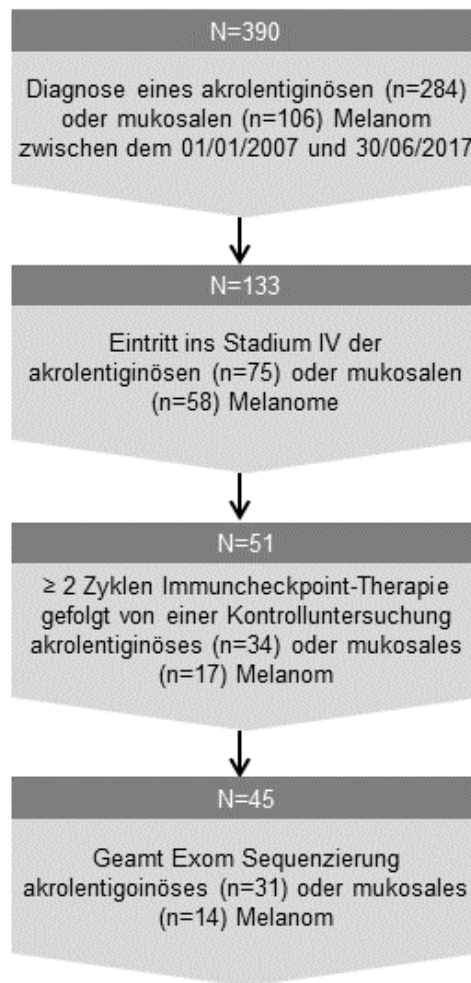 N=390
Diagnose eines akrolentiginösen (n=284)
oder mukosalen (n=106) Melanom
zwischen dem 01/01/2007 und 30/06/2017
N=133
Eintritt ins Stadium IV der
akrolentiginösen (n=75) oder mukosalen
(n=58) Melanome
N=51
≥ 2 Zyklen Immuncheckpoint-Therapie
gefolgt von einer Kontrolluntersuchung
akrolentiginöses (n=34) oder mukosales
(n=17) Melanom
N=45
Geamt Exom Sequenzierung
akrolentigoinöses (n=31) oder mukosales
(n=14) Melanom